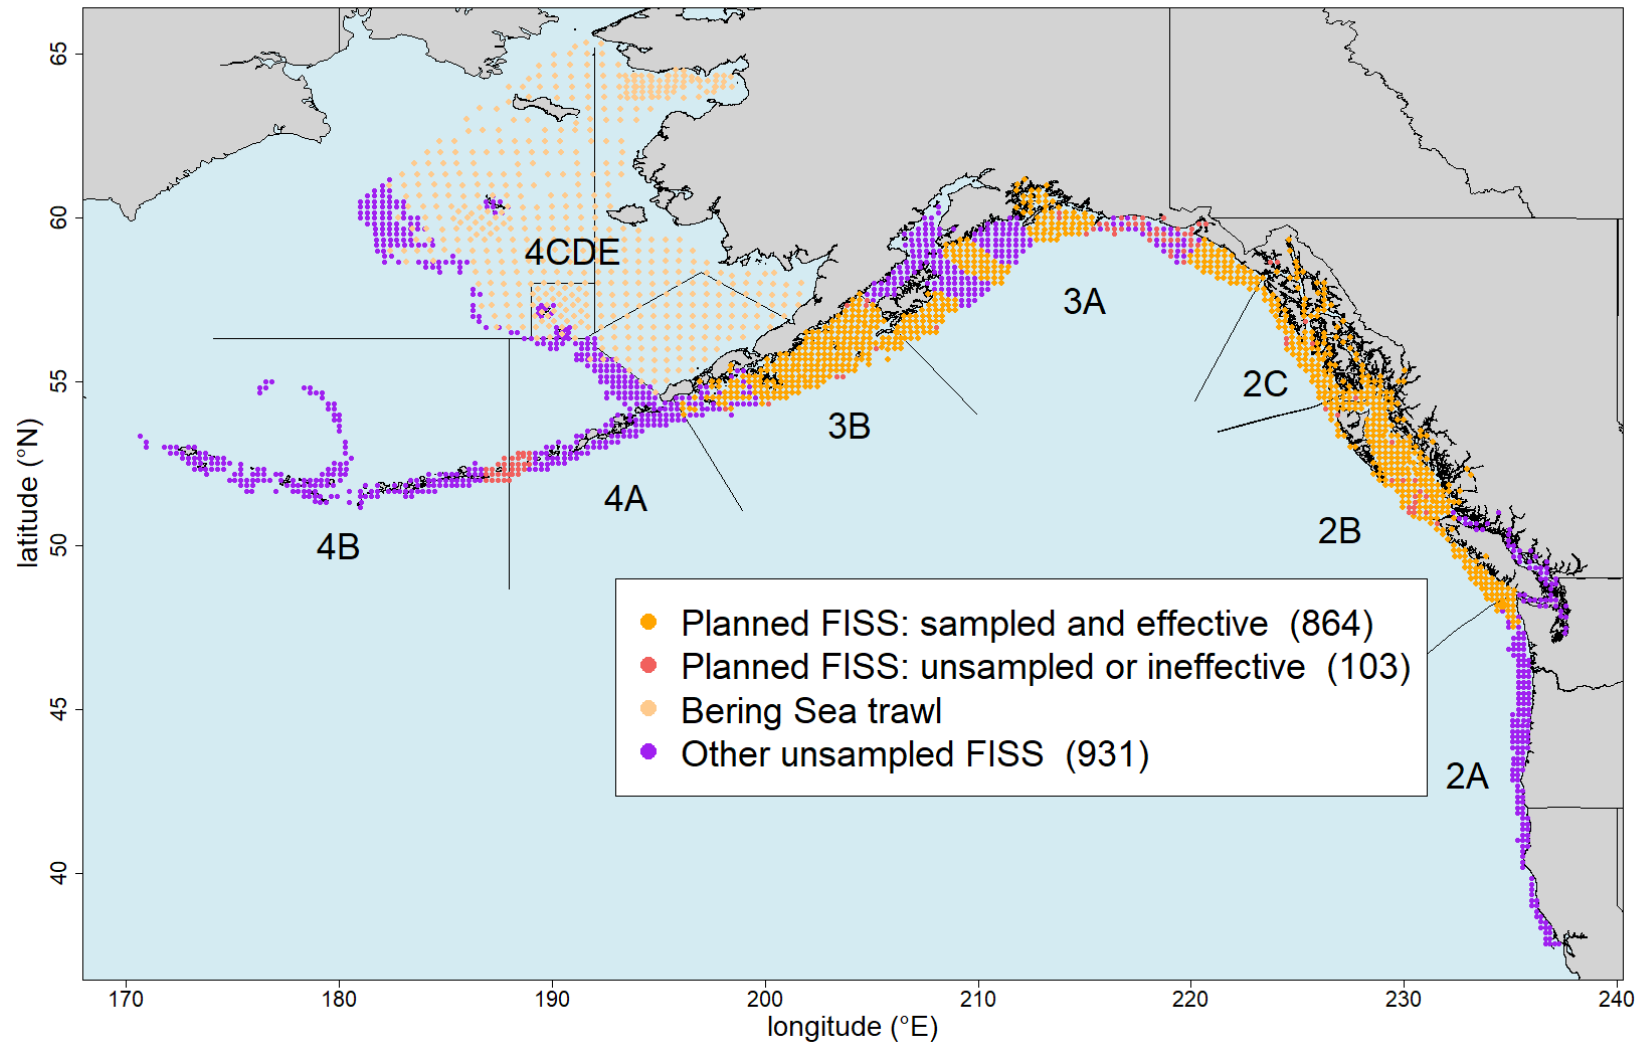 65
60
55
50
45
40
latitude (°N)
4CDE
3A
2C
3B
4A
4B
2B
2A
Planned FISS: sampled and effective (864)
Planned FISS: unsampled or ineffective (103)
Bering Sea trawl
Other unsampled FISS (931)
170 180 190 200 210 220 230 240
longitude (°E)